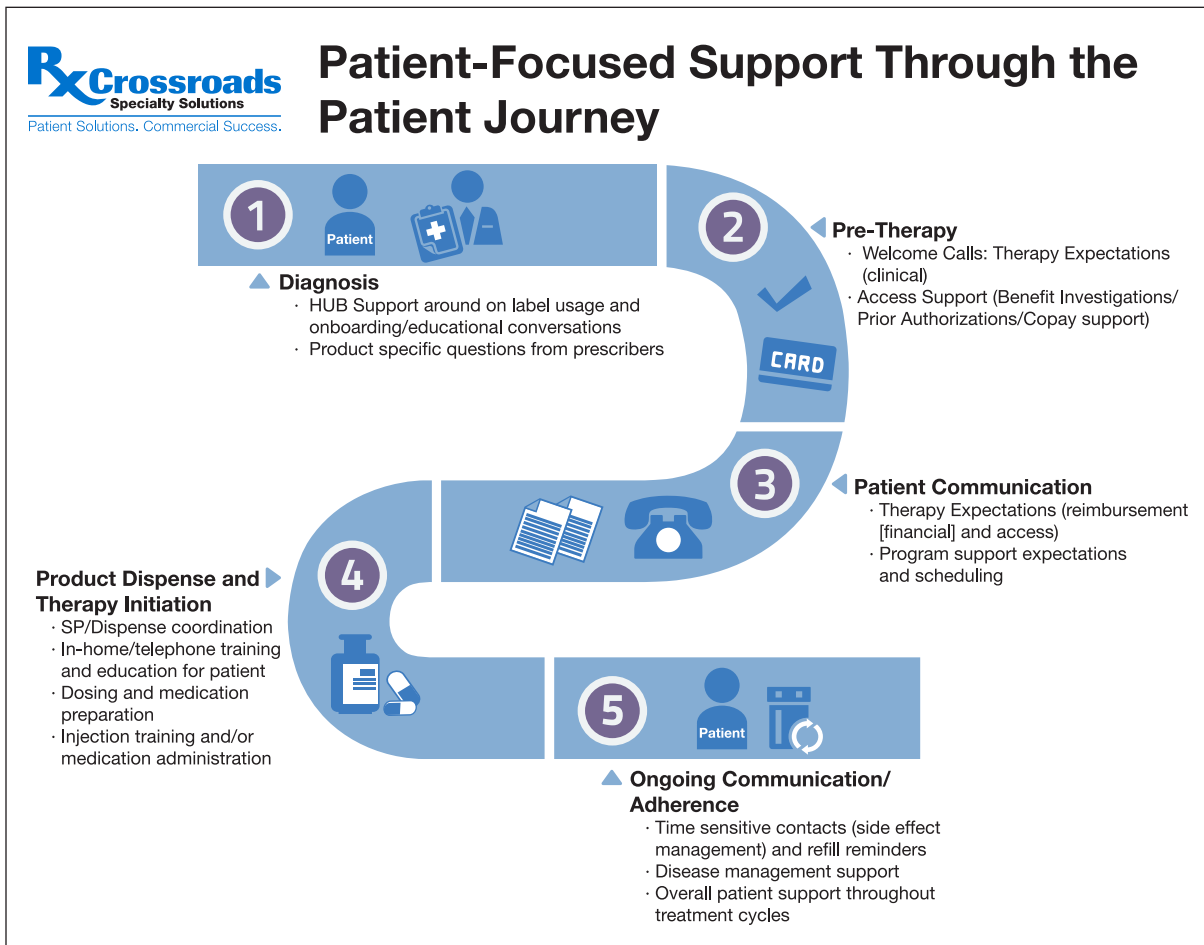 Rx Crossroads
Specialty Solutions
Patient Solutions. Commercial Success.
Patient-Focused Support Through the
Patient Journey
1
Patient
Diagnosis
· HUB Support around on label usage and
onboarding/educational conversations
· Product specific questions from prescribers
2
CARD
Pre-Therapy
· Welcome Calls: Therapy Expectations
(clinical)
· Access Support (Benefit Investigations/
Prior Authorizations/Copay support)
3
Patient Communication
· Therapy Expectations (reimbursement
[financial] and access)
· Program support expectations
and scheduling
4
Product Dispense and
Therapy Initiation
· SP/Dispense coordination
· In-home/telephone training
and education for patient
· Dosing and medication
preparation
· Injection training and/or
medication administration
5
Patient
Ongoing Communication/
Adherence
· Time sensitive contacts (side effect
management) and refill reminders
· Disease management support
· Overall patient support throughout
treatment cycles